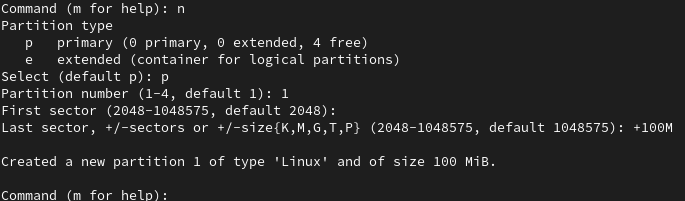 Command (m for help): n
Partition type
   p   primary (0 primary, 0 extended, 4 free)
   e   extended (container for logical partitions)
Select (default p): p
Partition number (1-4, default 1): 1
First sector (2048-1048575, default 2048):
Last sector, +/-sectors or +/-size{K,M,G,T,P} (2048-1048575, default 1048575): +100M

Created a new partition 1 of type 'Linux' and of size 100 MiB.

Command (m for help):